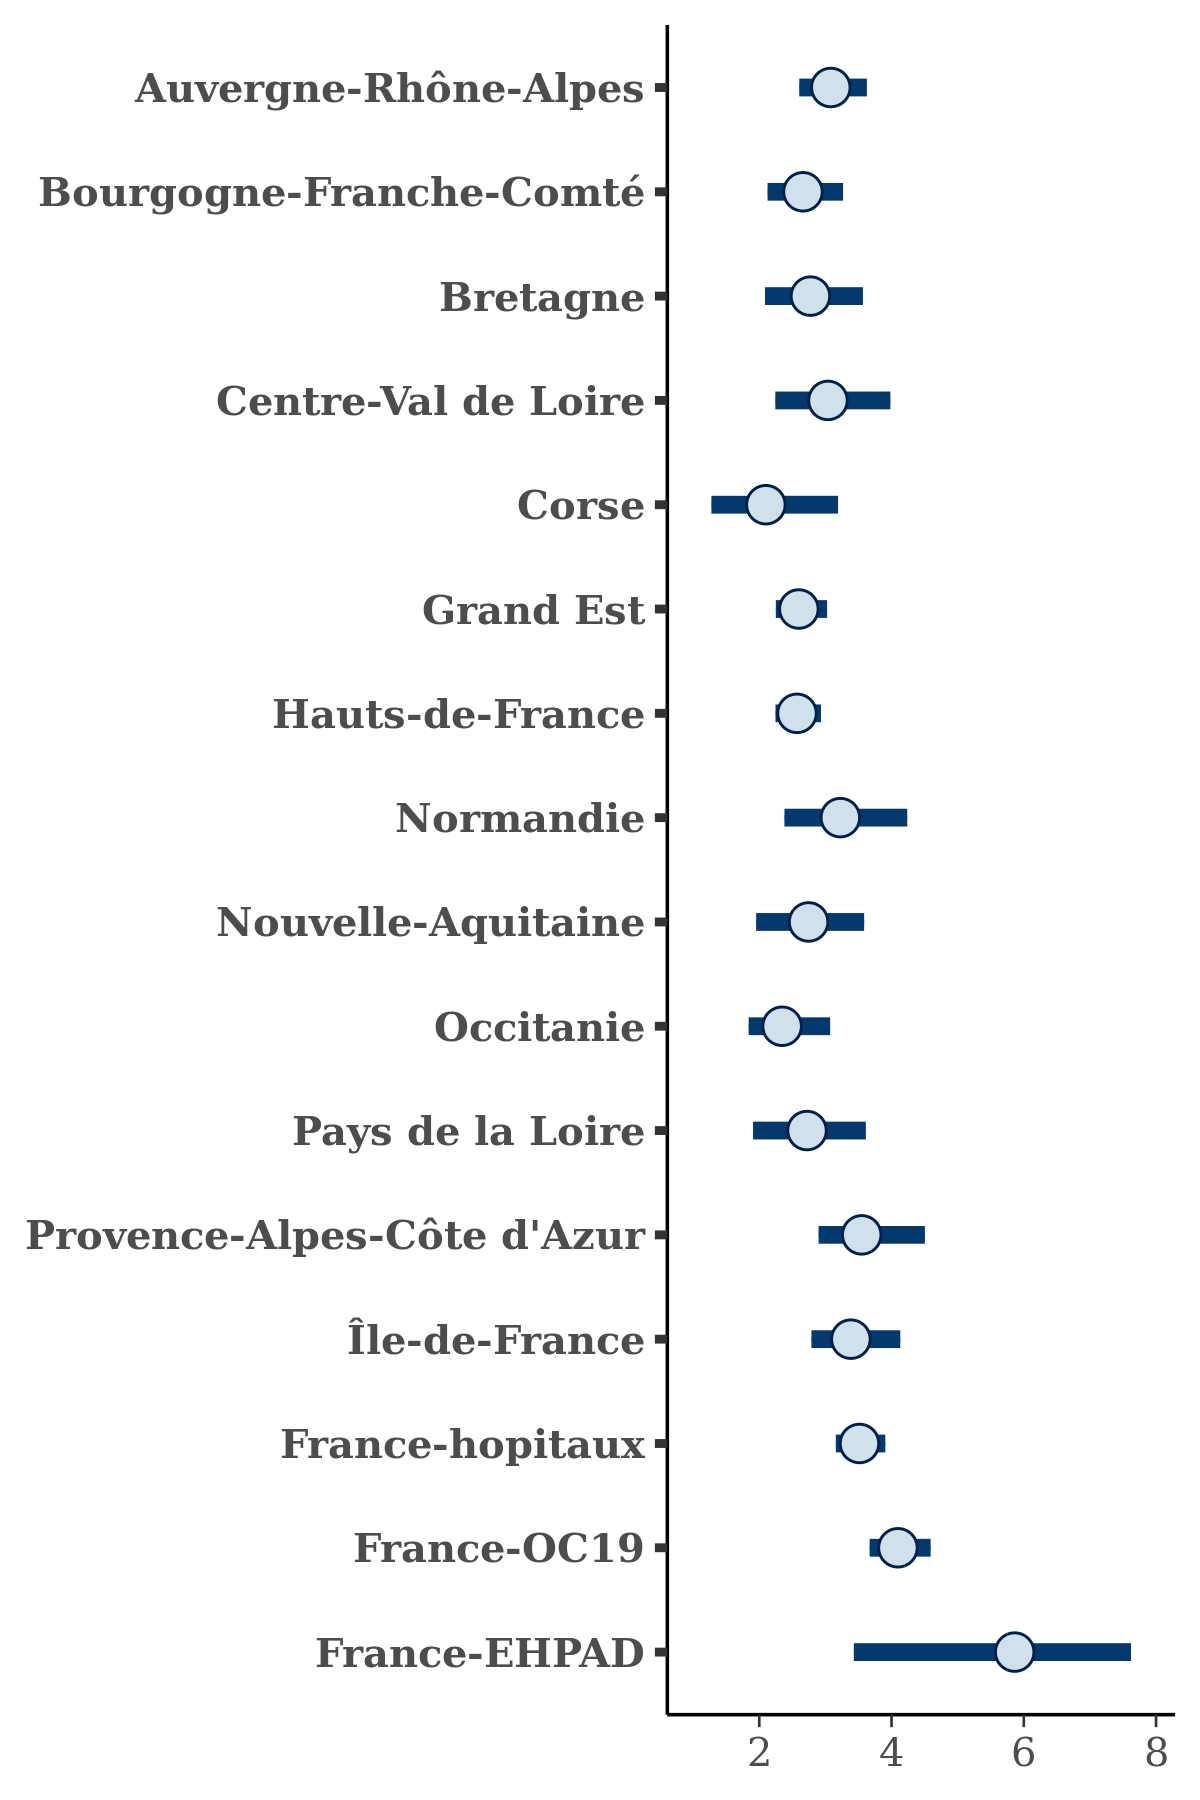 Auvergne-Rhône-Alpes
Bourgogne-Franche-Comté
Bretagne
Centre-Val de Loire
Corse
Grand Est
Hauts-de-France
Normandie
Nouvelle-Aquitaine
Occitanie
Pays de la Loire
Provence-Alpes-Côte d'Azur
Île-de-France
France-hopitaux
France-OC19
France-EHPAD
2 4 6 8